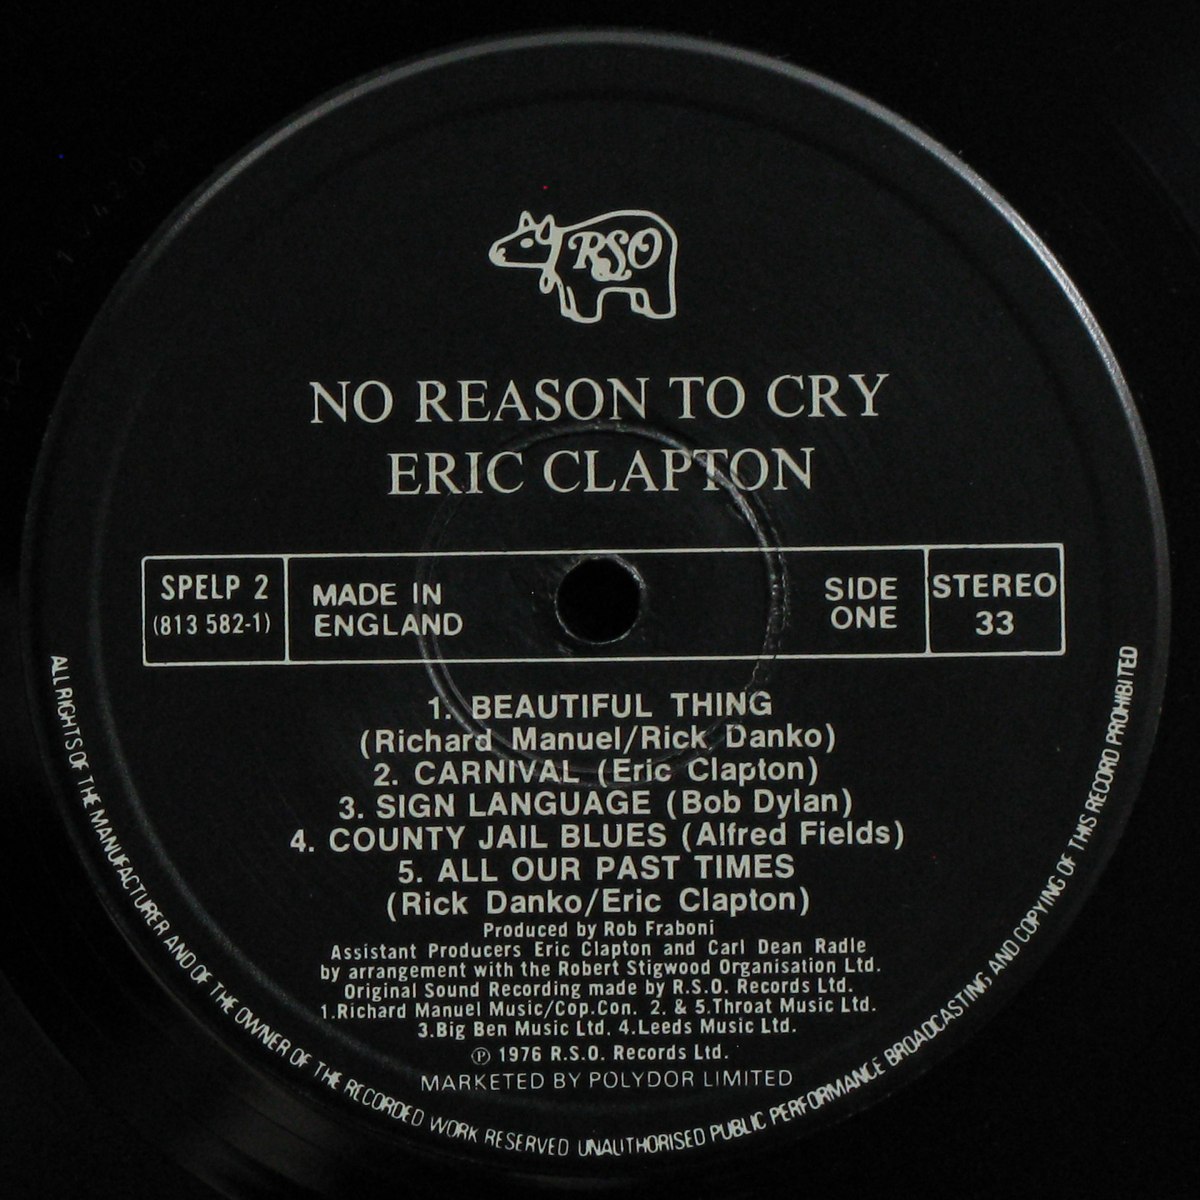 RSO
NO REASON TO CRY
ERIC CLAPTON
SPELP 2
(813 582-1)
MADE IN
ENGLAND
SIDE
ONE
STEREO
33
1. BEAUTIFUL THING
(Richard Manuel/Rick Danko)
2. CARNIVAL (Eric Clapton)
3. SIGN LANGUAGE (Bob Dylan)
4. COUNTY JAIL BLUES (Alfred Fields)
5. ALL OUR PAST TIMES
(Rick Danko/Eric Clapton)
Produced by Rob Fraboni
Assistant Producers Eric Clapton and Carl Dean Radle
by arrangement with the Robert Stigwood Organisation Ltd.
Original Sound Recording made by R.S.O. Records Ltd.
1.Richard Manuel Music/Cop.Con. 2. & 5.Throat Music Ltd.
3.Big Ben Music Ltd. 4.Leeds Music Ltd.
℗ 1976 R.S.O. Records Ltd.
MARKETED BY POLYDOR LIMITED
ALL RIGHTS OF THE MANUFACTURER AND OF THE OWNER OF THE RECORDED WORK RESERVED UNAUTHORISED PUBLIC PERFORMANCE BROADCASTING AND COPYING OF THIS RECORD PROHIBITED